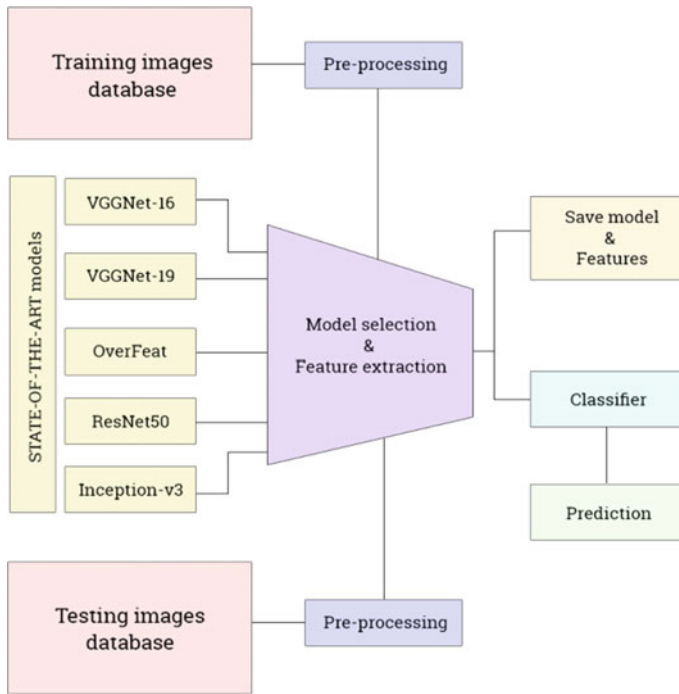 Training images
database
Pre-processing
STATE-OF-THE-ART models
VGGNet-16
VGGNet-19
OverFeat
ResNet50
Inception-v3
Model selection
&
Feature extraction
Save model
&
Features
Classifier
Prediction
Testing images
database
Pre-processing